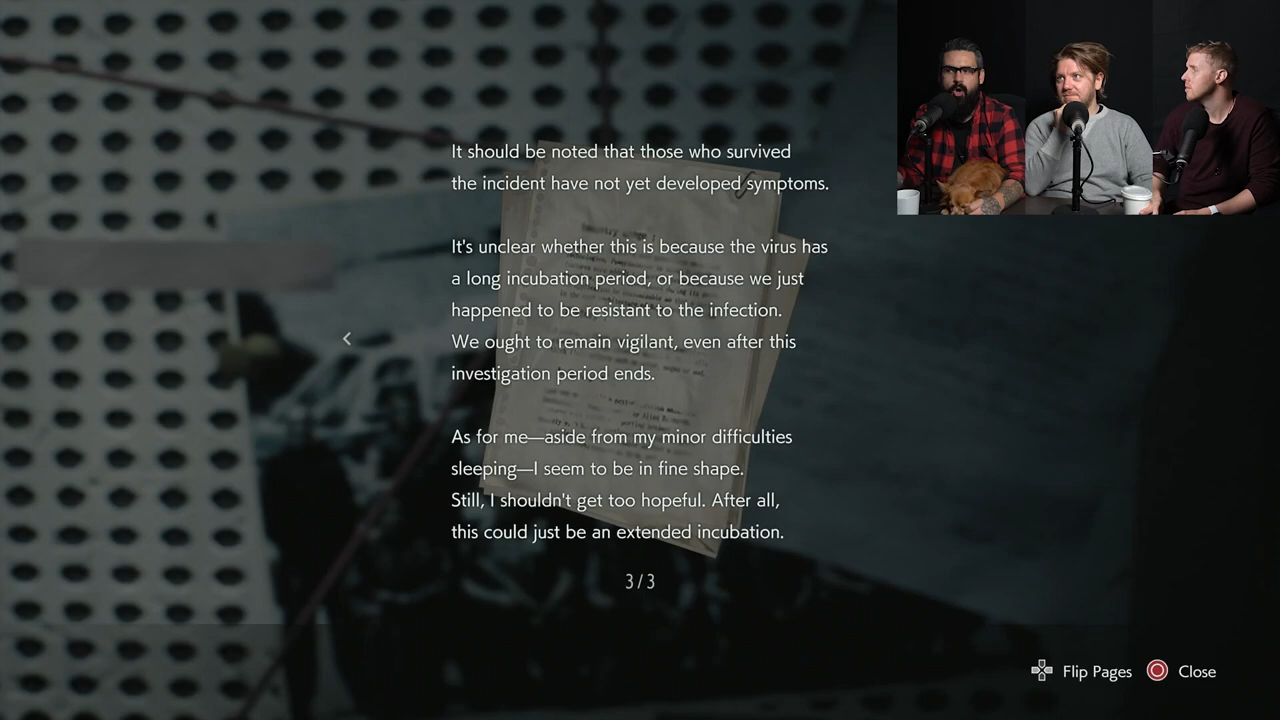 It should be noted that those who survived
the incident have not yet developed symptoms.
It's unclear whether this is because the virus has
a long incubation period, or because we just
happened to be resistant to the infection.
We ought to remain vigilant, even after this
investigation period ends.
As for me—aside from my minor difficulties
sleeping—I seem to be in fine shape.
Still, I shouldn't get too hopeful. After all,
this could just be an extended incubation.
3/3
Flip Pages
Close